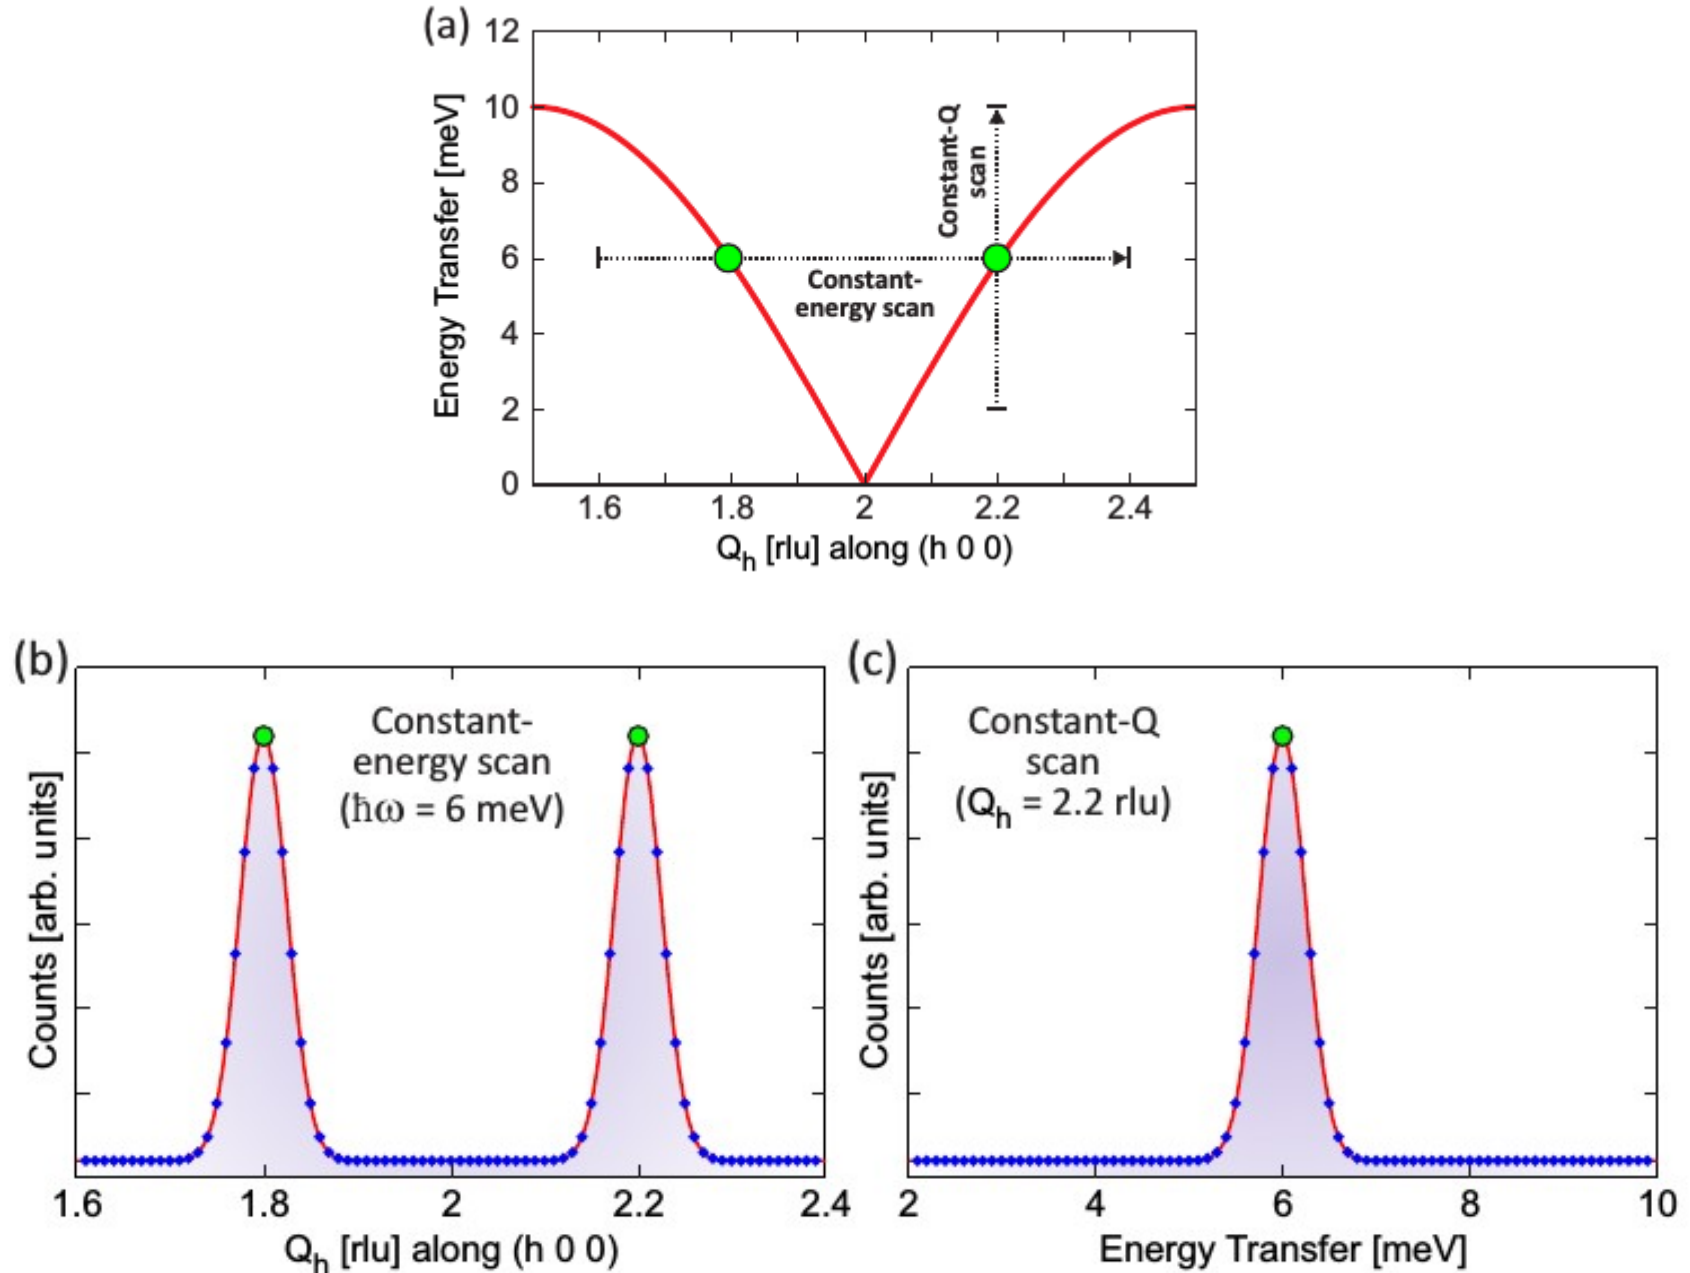 (a)
12
10
8
6
4
2
0
Energy Transfer [meV]
Constant-Q
scan
Constant-
energy scan
1.6 1.8 2 2.2 2.4
Qh [rlu] along (h 0 0)
(b)
Constant-
energy scan
(ħω = 6 meV)
Counts [arb. units]
1.6 1.8 2 2.2 2.4
Qh [rlu] along (h 0 0)
(c)
Constant-Q
scan
(Qh = 2.2 rlu)
Counts [arb. units]
2 4 6 8 10
Energy Transfer [meV]